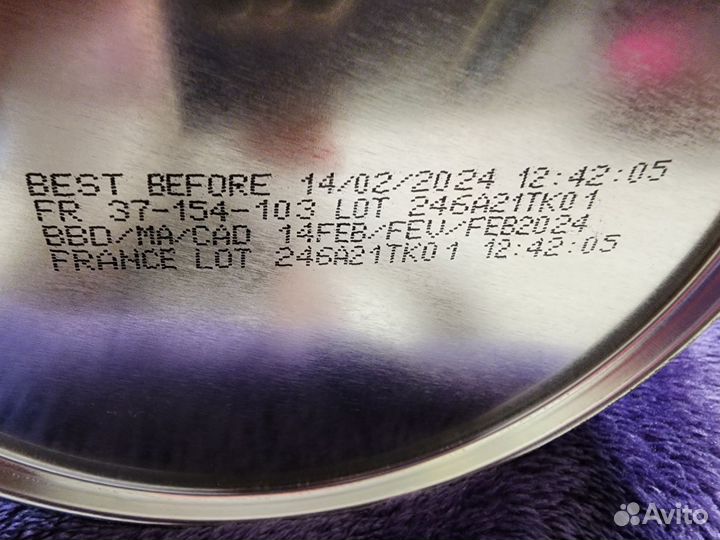 BEST BEFORE 14/02/2024 12:42:05
FR 37-154-103 LOT 246A21TK01
BBD/MA/CAD 14FEB/FEV/FEB2024
FRANCE LOT 246A21TK01 12:42:05
Avito